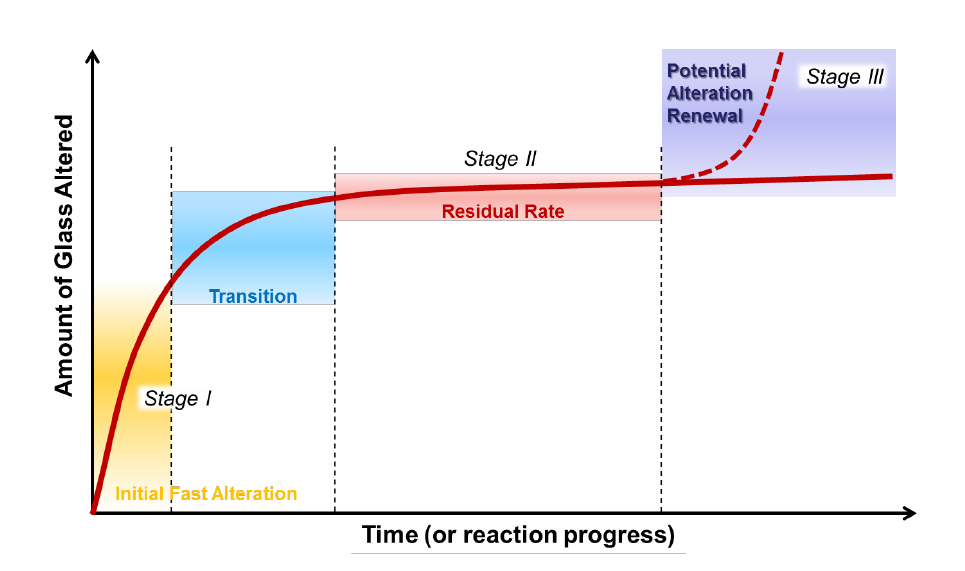 Potential
Alteration
Renewal
Stage III
Stage II
Residual Rate
Transition
Stage I
Initial Fast Alteration
Amount of Glass Altered
Time (or reaction progress)